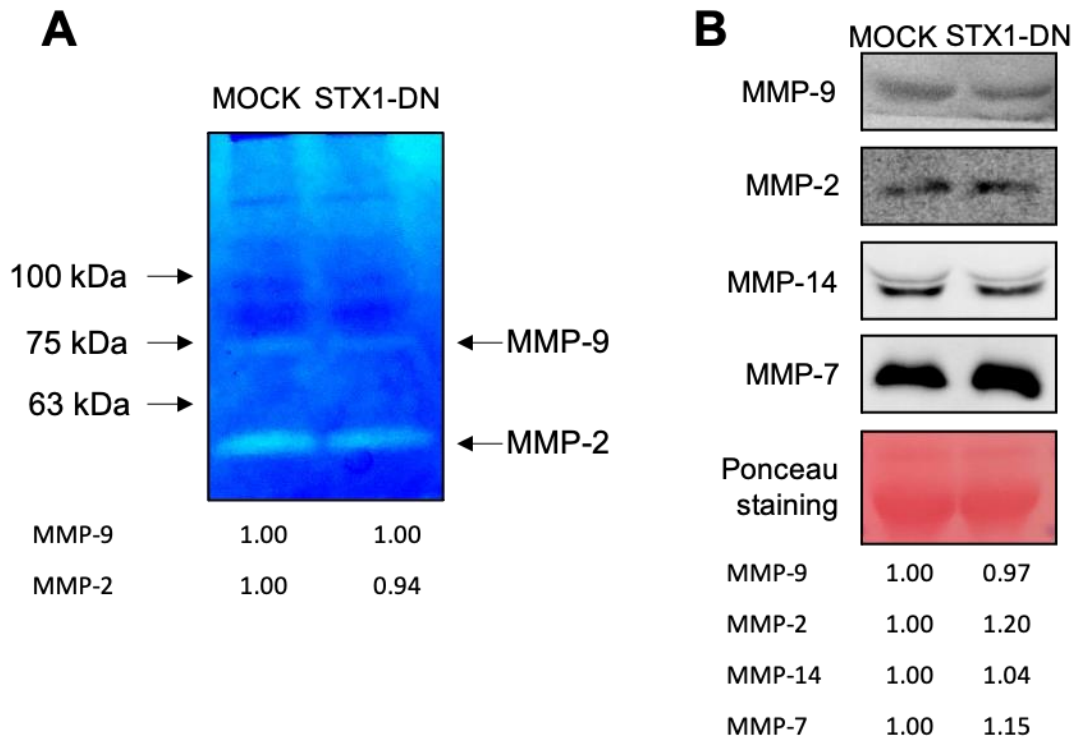 A
MOCK STX1-DN
100 kDa
75 kDa
63 kDa
MMP-9
MMP-2
MMP-9 1.00 1.00
MMP-2 1.00 0.94
B
MOCK STX1-DN
MMP-9
MMP-2
MMP-14
MMP-7
Ponceau
staining
MMP-9 1.00 0.97
MMP-2 1.00 1.20
MMP-14 1.00 1.04
MMP-7 1.00 1.15